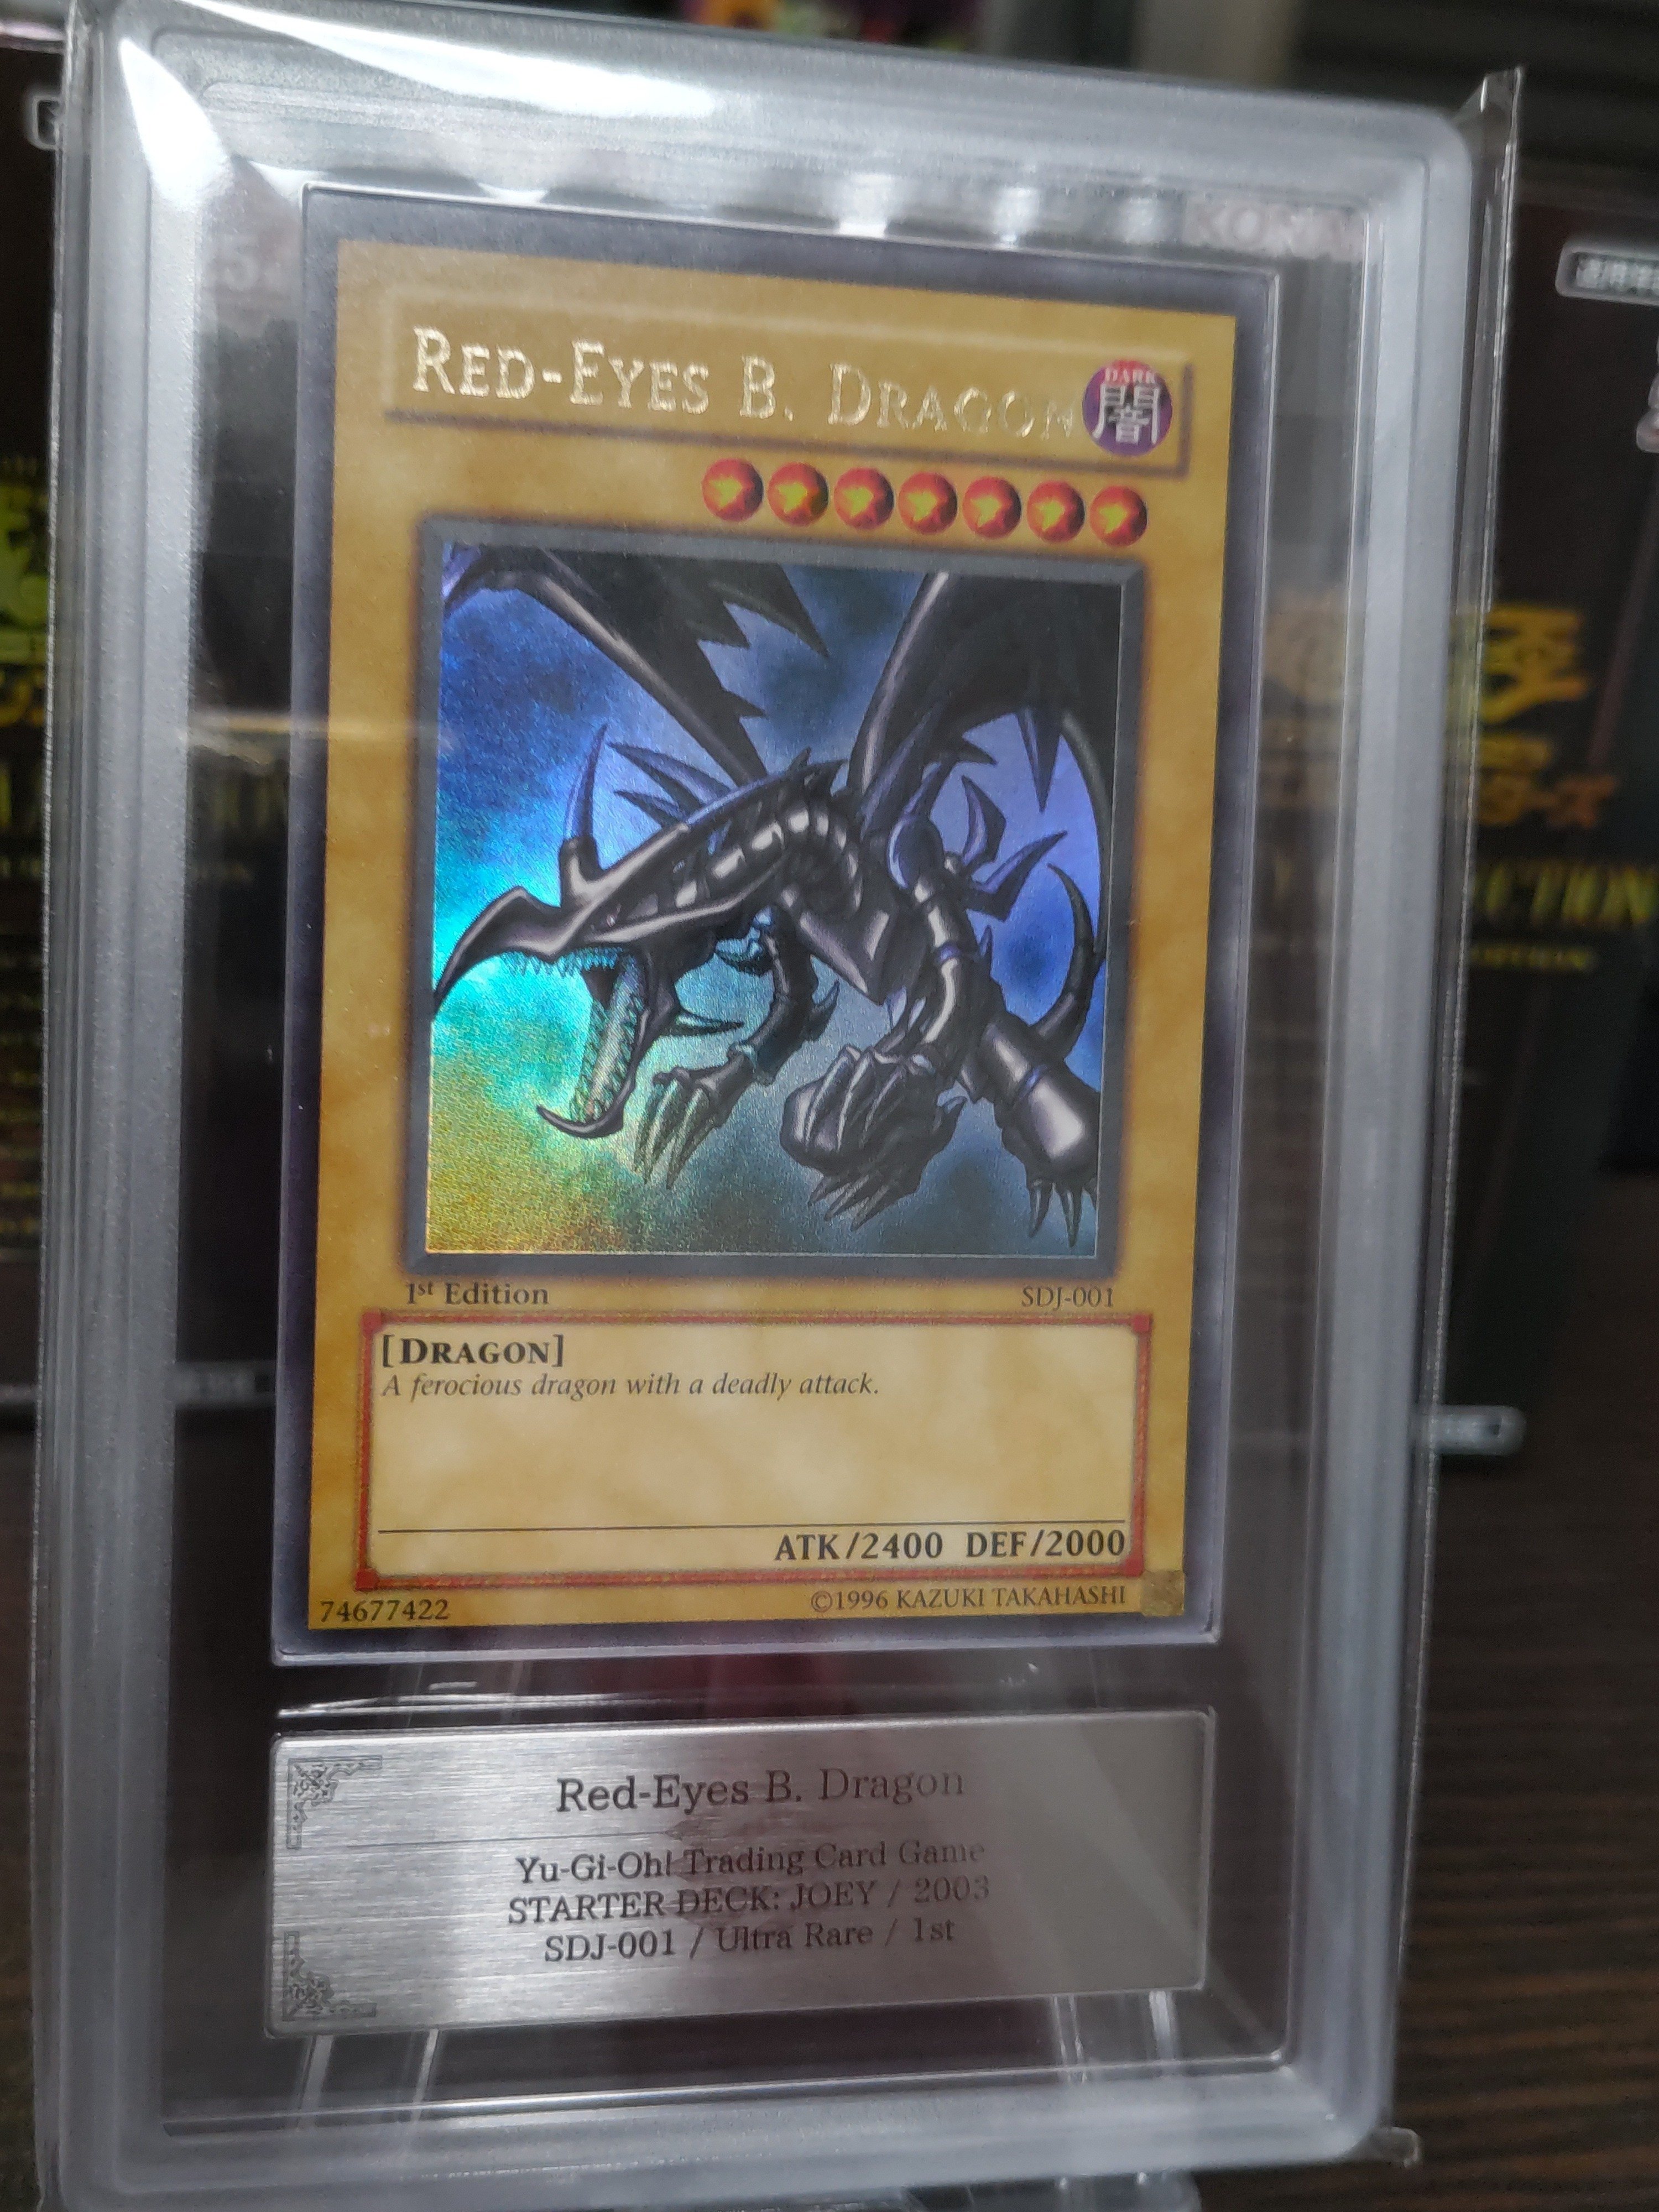 KONAMI
RED-EYES B. DRAGON
DARK
闇
1st Edition
SDJ-001
[DRAGON]
A ferocious dragon with a deadly attack.
ATK/2400 DEF/2000
74677422
©1996 KAZUKI TAKAHASHI
Red-Eyes B. Dragon
Yu-Gi-Oh! Trading Card Game
STARTER DECK: JOEY / 2003
SDJ-001 / Ultra Rare / 1st